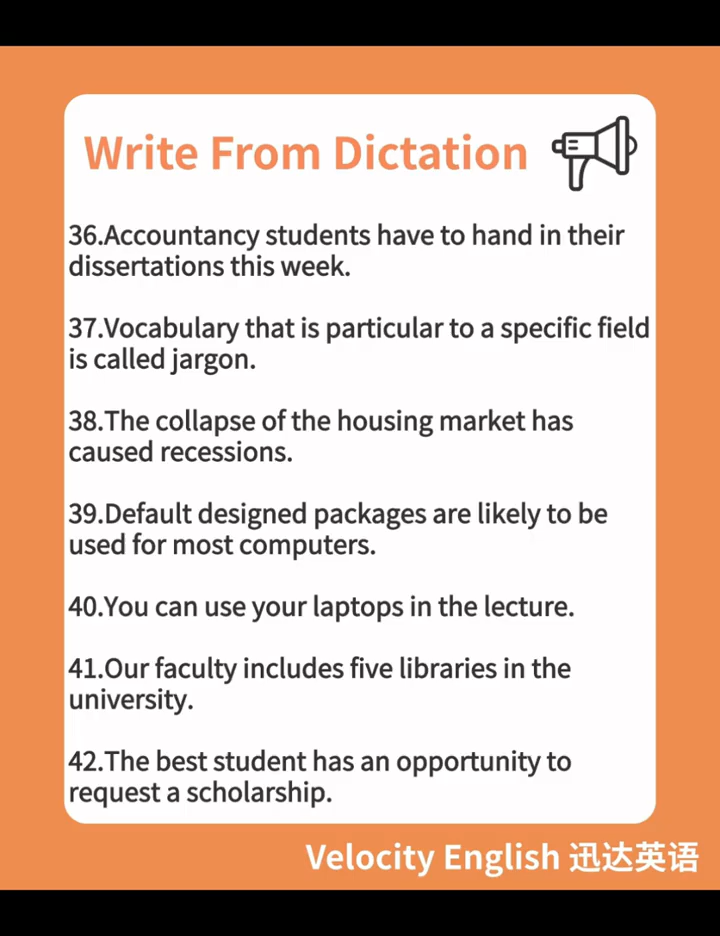 Write From Dictation
36.Accountancy students have to hand in their
dissertations this week.
37.Vocabulary that is particular to a specific field
is called jargon.
38.The collapse of the housing market has
caused recessions.
39.Default designed packages are likely to be
used for most computers.
40.You can use your laptops in the lecture.
41.Our faculty includes five libraries in the
university.
42.The best student has an opportunity to
request a scholarship.
Velocity English 迅达英语